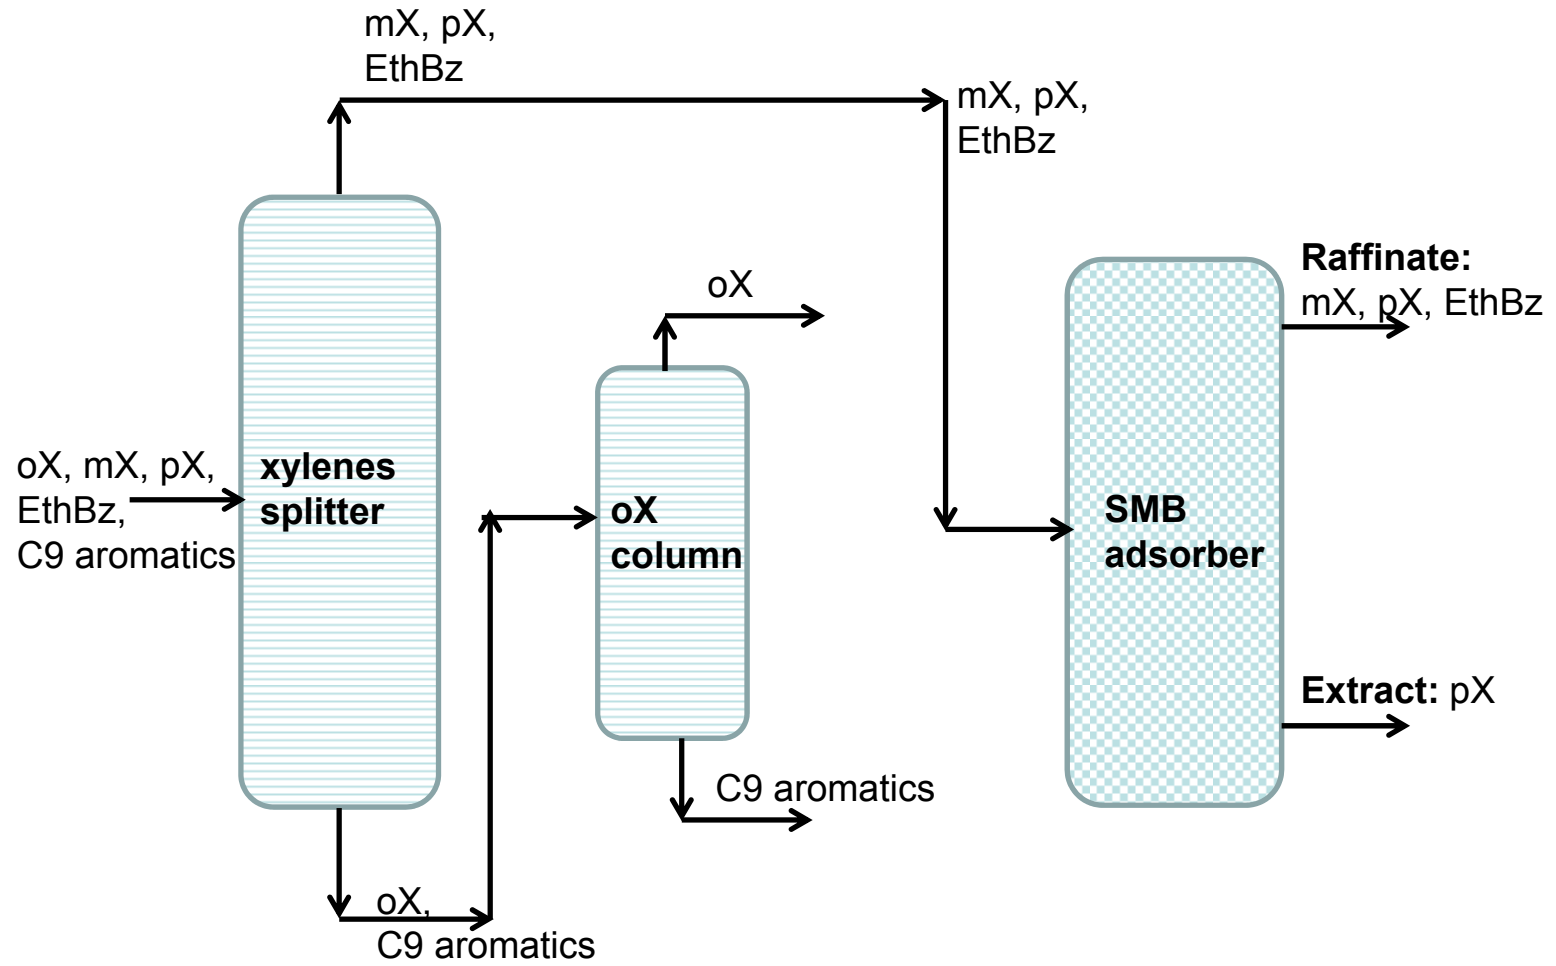 mX, pX,
EthBz
mX, pX,
EthBz
Raffinate:
mX, pX, EthBz
oX
oX, mX, pX,
EthBz,
C9 aromatics
xylenes
splitter
oX
column
SMB
adsorber
Extract: pX
C9 aromatics
oX,
C9 aromatics